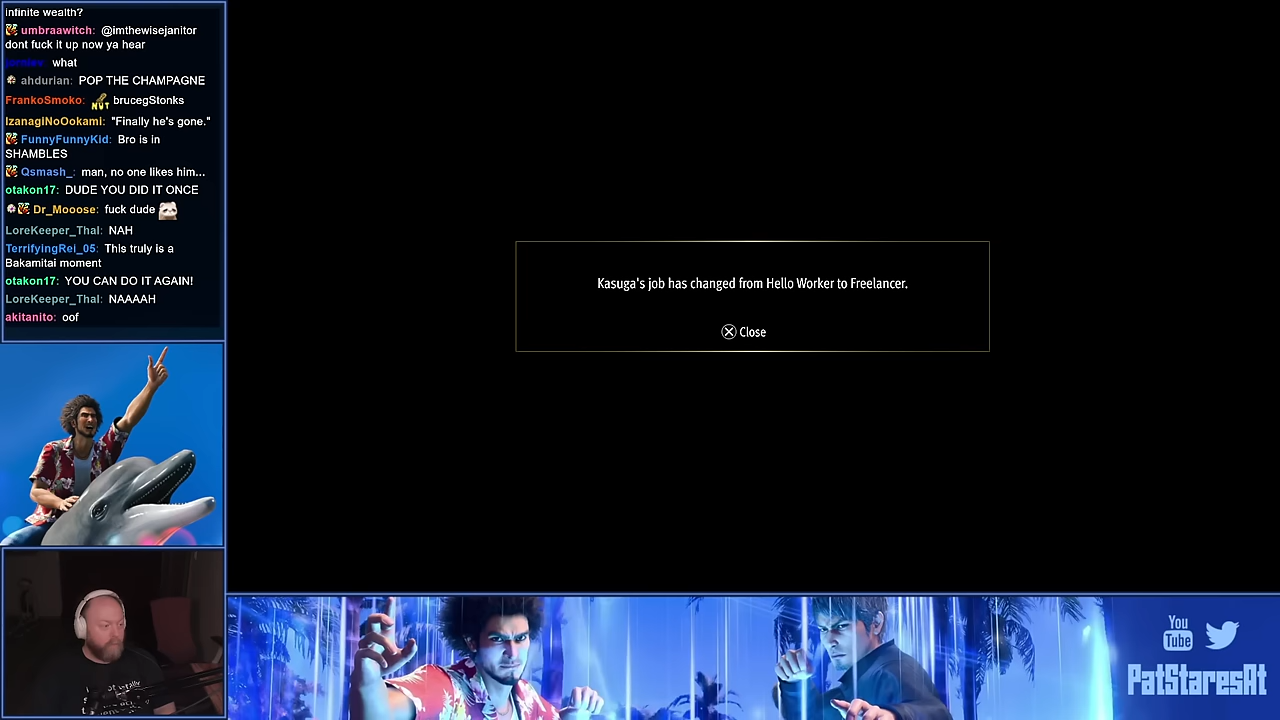 infinite wealth?
umbraawitch: @imthewisejanitor
dont fuck it up now ya hear
what
ahdurian: POP THE CHAMPAGNE
FrankoSmoko: NUT brucegStonks
IzanagiNoOokami: "Finally he's gone."
FunnyFunnyKid: Bro is in
SHAMBLES
Qsmash_: man, no one likes him...
otakon17: DUDE YOU DID IT ONCE
Dr_Mooose: fuck dude
LoreKeeper_Thal: NAH
TerrifyingRei_05: This truly is a
Bakamitai moment
otakon17: YOU CAN DO IT AGAIN!
LoreKeeper_Thal: NAAAAH
akitanito: oof
Kasuga's job has changed from Hello Worker to Freelancer.
Close
You
Tube
PatStaresAt